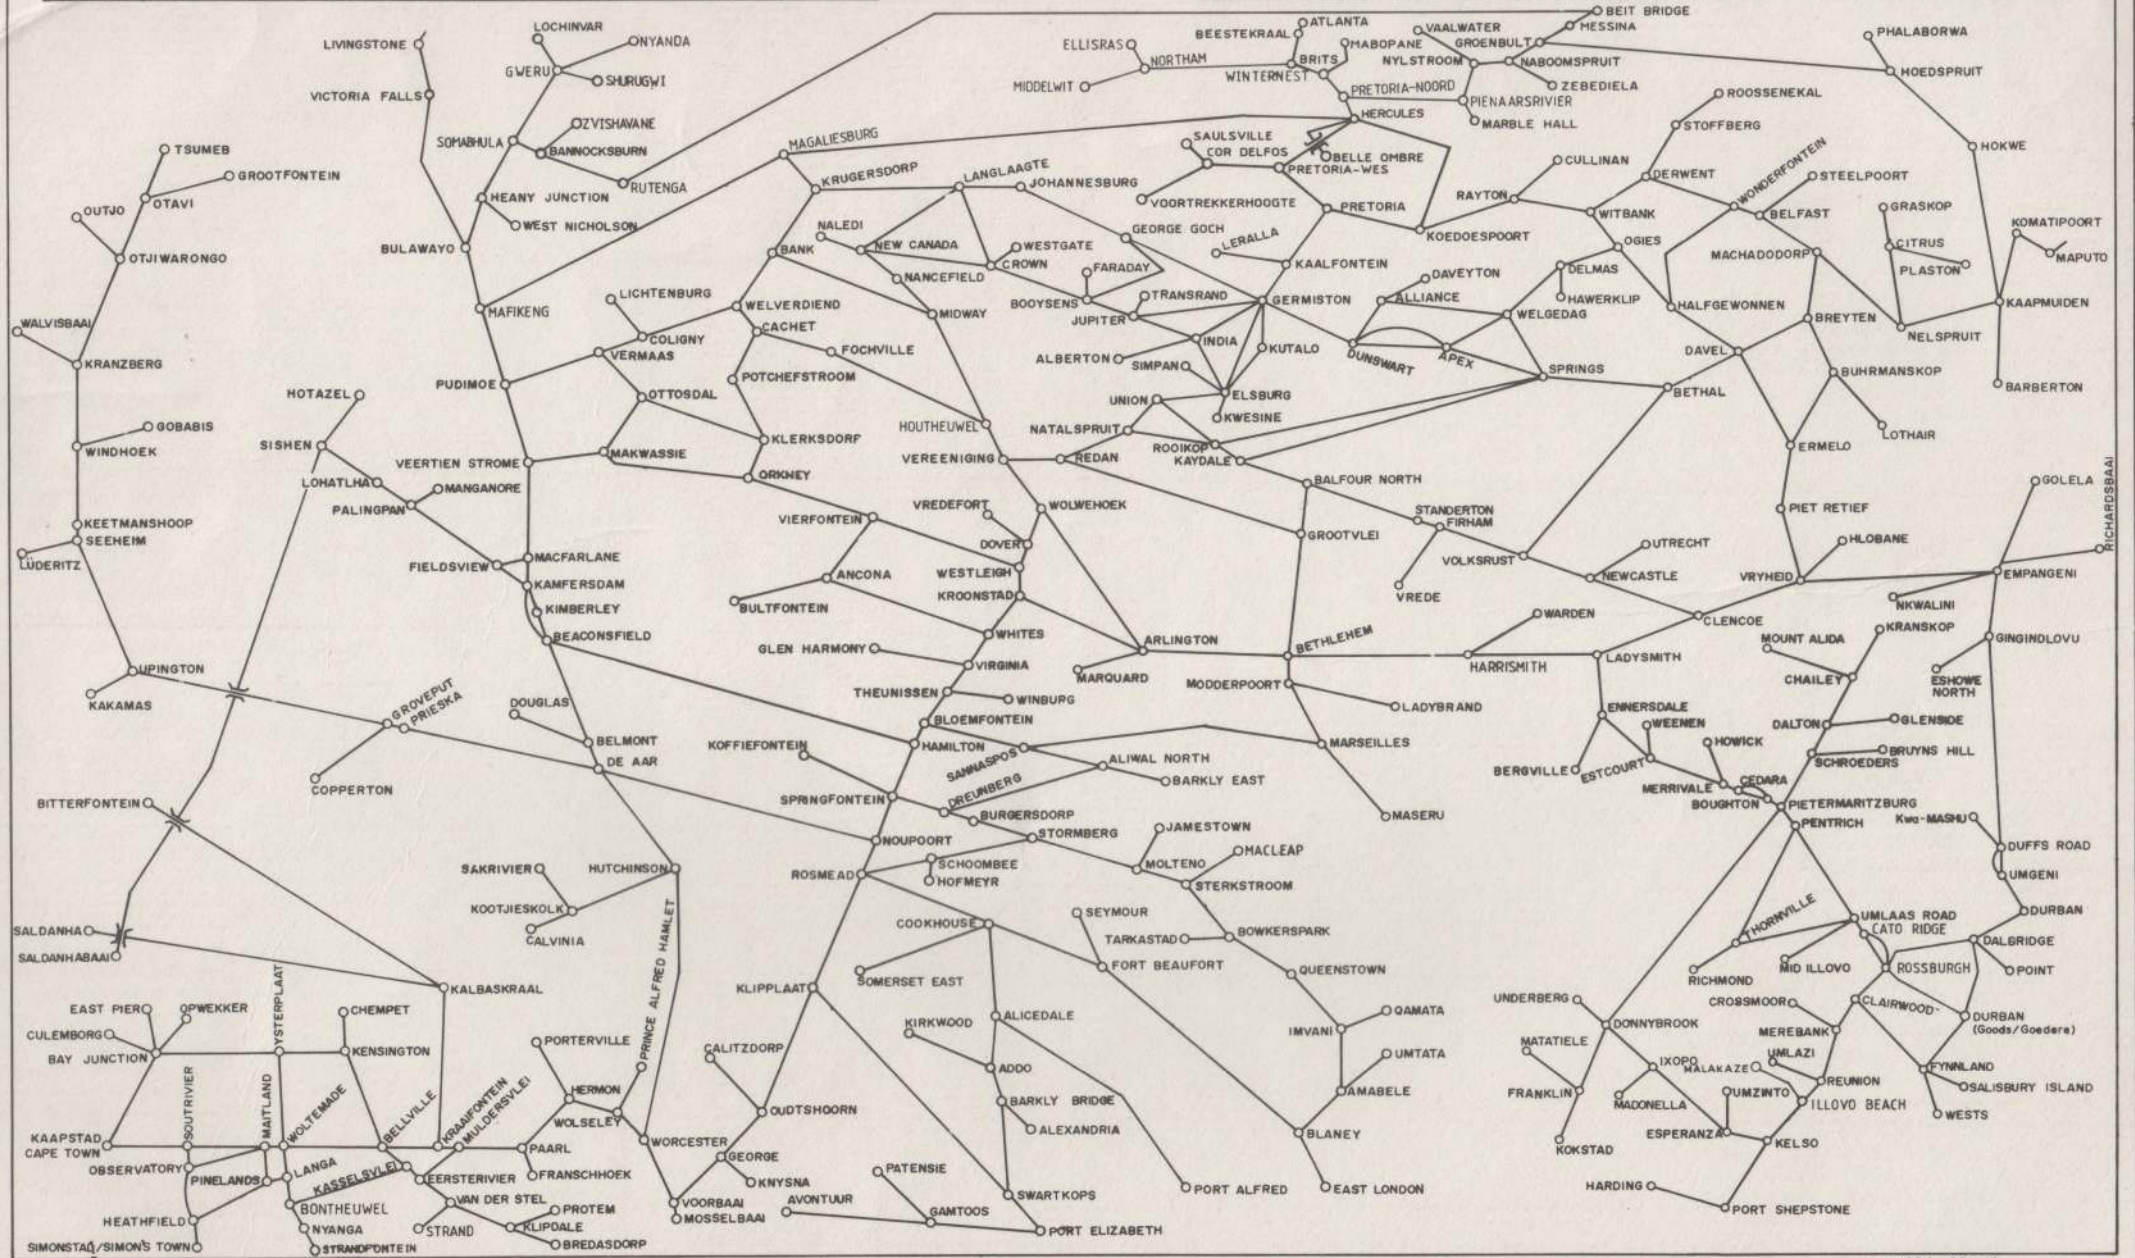 BEIT BRIDGE
MESSINA
ATLANTA
BEESTEKRAAL
VAALWATER
GROENBULT
PHALABORWA
LOCHINVAR
NYANDA
LIVINGSTONE
ELLISRAS
NORTHAM
MABOPANE
BRITS
NYLSTROOM
NABOOMSPRUIT
HOEDSPRUIT
GWERU
SHURUGWI
WINTERNEST
MIDDELWIT
ZEBEDIELA
VICTORIA FALLS
PRETORIA-NOORD
PIENAARSRIVIER
ROOSSENEKAL
HERCULES
MARBLE HALL
STOFFBERG
ZVISHAVANE
SOMABHULA
BANNOCKSBURN
MAGALIESBURG
SAULSVILLE
COR DELFOS
BELLE OMBRE
PRETORIA-WES
CULLINAN
HOKWE
TSUMEB
GROOTFONTEIN
OTAVI
RUTENGA
KRUGERSDORP
LANGLAAGTE
JOHANNESBURG
DERWENT
WONDERFONTEIN
STEELPOORT
OUTJO
HEANY JUNCTION
VOORTREKKERHOOGTE
PRETORIA
RAYTON
WITBANK
BELFAST
GRASKOP
WEST NICHOLSON
NALEDI
GEORGE GOCH
KOEDOESPOORT
KOMATIPOORT
BULAWAYO
BANK
NEW CANADA
WESTGATE
LERALLA
OGIES
MACHADODORP
CITRUS
MAPUTO
OTJIWARONGO
CROWN
FARADAY
KAALFONTEIN
DAVEYTON
DELMAS
PLASTON
NANCEFIELD
LICHTENBURG
WELVERDIEND
BOOYSENS
TRANSRAND
GERMISTON
ALLIANCE
HAWERKLIP
HALFGEWONNEN
KAAPMUIDEN
MAFIKENG
MIDWAY
JUPITER
WELGEDAG
BREYTEN
NELSPRUIT
WALVISBAAI
COLIGNY
CACHET
INDIA
KUTALO
VERMAAS
FOCHVILLE
ALBERTON
SIMPAN
DUNSWART
APEX
DAVEL
KRANZBERG
SPRINGS
BUHRMANSKOP
PUDIMOE
POTCHEFSTROOM
BETHAL
BARBERTON
HOTAZEL
OTTOSDAL
UNION
ELSBURG
KWESINE
GOBABIS
HOUTHEUWEL
NATALSPRUIT
LOTHAIR
SISHEN
KLERKSDORF
ROOIKOP
ERMELO
WINDHOEK
MAKWASSIE
VEERTIEN STROME
VEREENIGING
REDAN
KAYDALE
LOHATLHA
MANGANORE
ORKNEY
BALFOUR NORTH
GOLELA
RICHARDSBAAI
PALINGPAN
VIERFONTEIN
VREDEFORT
WOLWEHOEK
STANDERTON
FIRHAM
PIET RETIEF
KEETMANSHOOP
SEEHEIM
DOVER
GROOTVLEI
UTRECHT
HLOBANE
LÜDERITZ
MACFARLANE
FIELDSVIEW
ANCONA
WESTLEIGH
VOLKSRUST
NEWCASTLE
VRYHEID
EMPANGENI
KAMFERSDAM
BULTFONTEIN
KROONSTAD
VREDE
NKWALINI
KIMBERLEY
WARDEN
CLENCOE
BEACONSFIELD
WHITES
ARLINGTON
BETHLEHEM
MOUNT ALIDA
KRANSKOP
GINGINDLOVU
GLEN HARMONY
VIRGINIA
HARRISMITH
LADYSMITH
UPINGTON
MARQUARD
MODDERPOORT
CHAILEY
ESHOWE
NORTH
KAKAMAS
THEUNISSEN
WINBURG
LADYBRAND
ENNERSDALE
GROVEPUT
PRIESKA
DOUGLAS
BLOEMFONTEIN
WEENEN
DALTON
GLENSIDE
BELMONT
KOFFIEFONTEIN
HAMILTON
SANNASPOS
MARSEILLES
HOWICK
BRUYNS HILL
SCHROEDERS
DE AAR
ALIWAL NORTH
BERGVILLE
ESTCOURT
COPPERTON
BARKLY EAST
MERRIVALE
CEDARA
BITTERFONTEIN
SPRINGFONTEIN
DREUNBERG
BOUGHTON
PIETERMARITZBURG
BURGERSDORP
MASERU
PENTRICH
Kwa-MASHU
NOUPOORT
STORMBERG
JAMESTOWN
DUFFS ROAD
SAKRIVIER
HUTCHINSON
ROSMEAD
SCHOOMBEE
HOFMEYR
MOLTENO
MACLEAP
UMGENI
STERKSTROOM
KOOTJIESKOLK
COOKHOUSE
SEYMOUR
DURBAN
SALDANHA
CALVINIA
PRINCE ALFRED HAMLET
TARKASTAD
BOWKERSPARK
THORNVILLE
UMLAAS ROAD
CATO RIDGE
DALBRIDGE
SALDANHABAAI
FORT BEAUFORT
QUEENSTOWN
MID ILLOVO
ROSSBURGH
POINT
KALBASKRAAL
KLIPPLAAT
SOMERSET EAST
RICHMOND
EAST PIER
OPWEKKER
YSTERPLAAT
CHEMPET
KIRKWOOD
ALICEDALE
QAMATA
UNDERBERG
CROSSMOOR
CLAIRWOOD
DURBAN
(Goods/Goedere)
CULEMBORG
IMVANI
DONNYBROOK
MEREBANK
BAY JUNCTION
KENSINGTON
PORTERVILLE
CALITZDORP
UMTATA
MATATIELE
IXOPO
MALAKAZE
UMLAZI
FYNNLAND
ADDO
SALISBURY ISLAND
SOUTRIVIER
MAITLAND
WOLTEMADE
BELLVILLE
KRAAIFONTEIN
MULDERSVLEI
HERMON
AMABELE
FRANKLIN
MADONELLA
UMZINTO
REUNION
WOLSELEY
OUDTSHOORN
BARKLY BRIDGE
ILLOVO BEACH
WESTS
ALEXANDRIA
BLANEY
ESPERANZA
KELSO
KAAPSTAD
CAPE TOWN
PAARL
WORCESTER
KOKSTAD
OBSERVATORY
LANGA
GEORGE
PINELANDS
KASSELSVLEI
EERSTERIVIER
FRANSCHHOEK
KNYSNA
PATENSIE
PORT ALFRED
EAST LONDON
HARDING
SWARTKOPS
BONTHEUWEL
VAN DER STEL
VOORBAAI
AVONTUUR
PORT SHEPSTONE
HEATHFIELD
NYANGA
STRAND
PROTEM
KLIPDALE
MOSSELBAAI
GAMTOOS
PORT ELIZABETH
SIMONSTAD/SIMON'S TOWN
STRANDFONTEIN
BREDASDORP